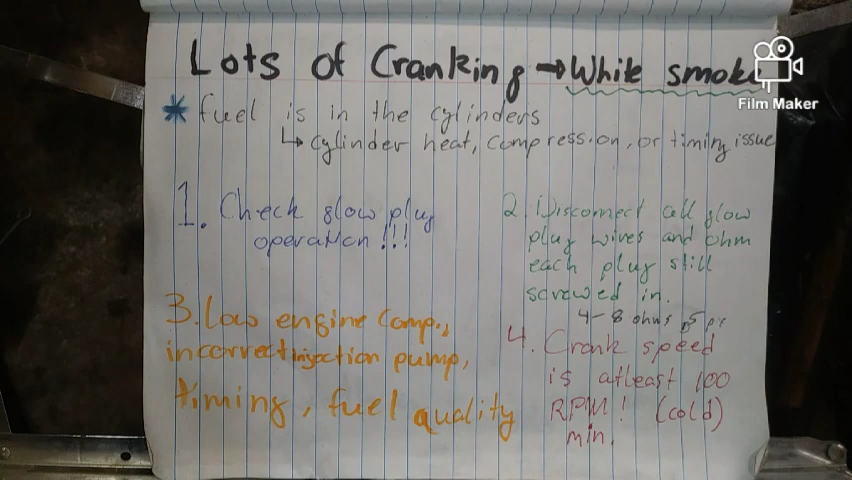 Lots of Cranking → White smoke
Film Maker
* fuel is in the cylinders
↳ cylinder heat, compression, or timing issue
1. Check glow plug
operation!!!
2. Disconnect all glow
plug wires and ohm
each plug still
screwed in.
4-8 ohms
3. Low engine Comp.,
incorrect injection pump,
timing, fuel quality
4. Crank speed
is atleast 100
RPM! (cold)
min.